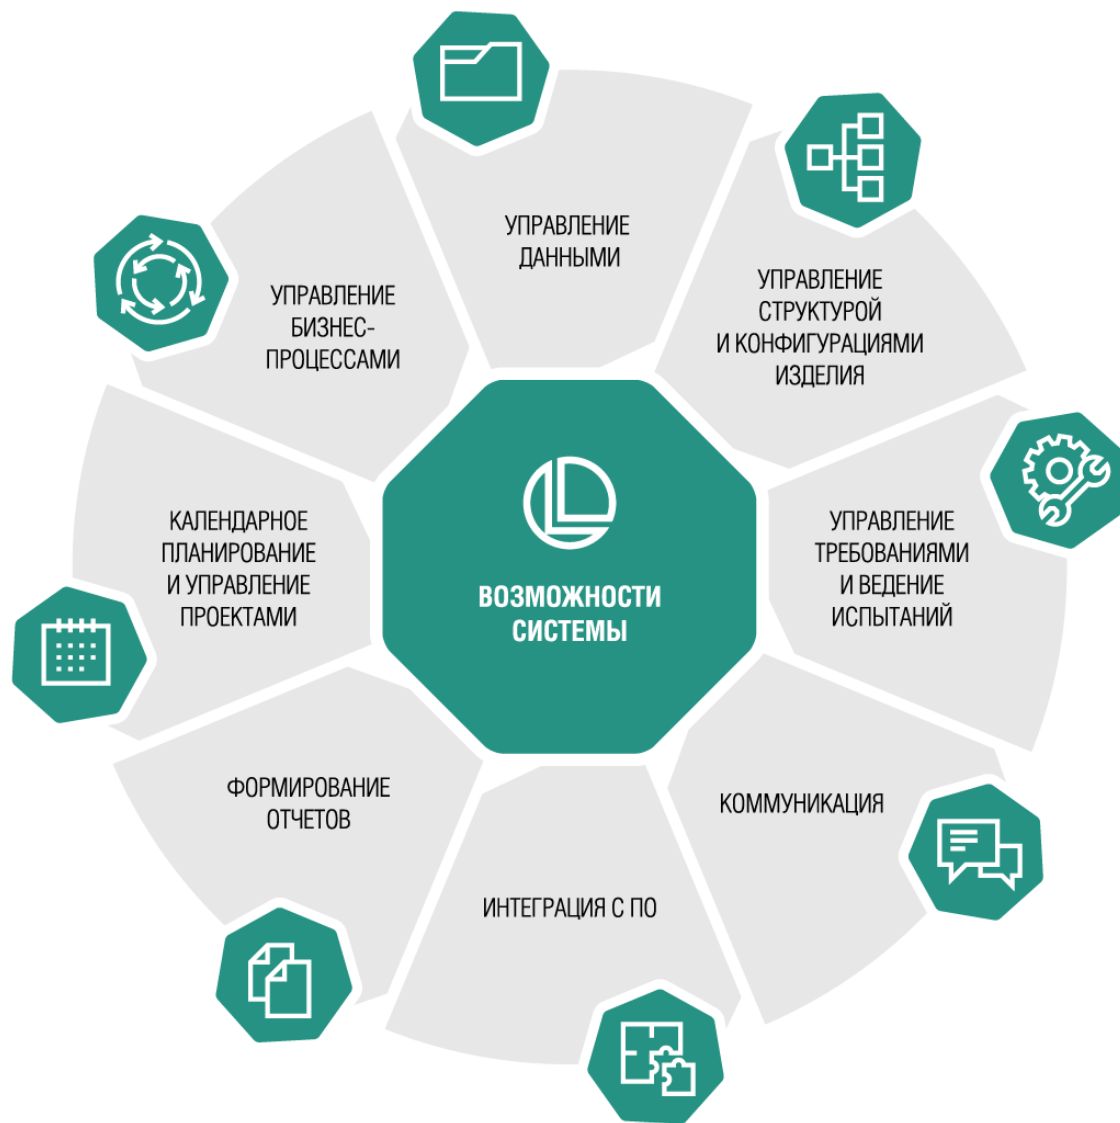 УПРАВЛЕНИЕ
ДАННЫМИ
УПРАВЛЕНИЕ
СТРУКТУРОЙ
И КОНФИГУРАЦИЯМИ
ИЗДЕЛИЯ
УПРАВЛЕНИЕ
ТРЕБОВАНИЯМИ
И ВЕДЕНИЕ
ИСПЫТАНИЙ
КОММУНИКАЦИЯ
ИНТЕГРАЦИЯ С ПО
ФОРМИРОВАНИЕ
ОТЧЕТОВ
КАЛЕНДАРНОЕ
ПЛАНИРОВАНИЕ
И УПРАВЛЕНИЕ
ПРОЕКТАМИ
УПРАВЛЕНИЕ
БИЗНЕС-
ПРОЦЕССАМИ
ВОЗМОЖНОСТИ
СИСТЕМЫ